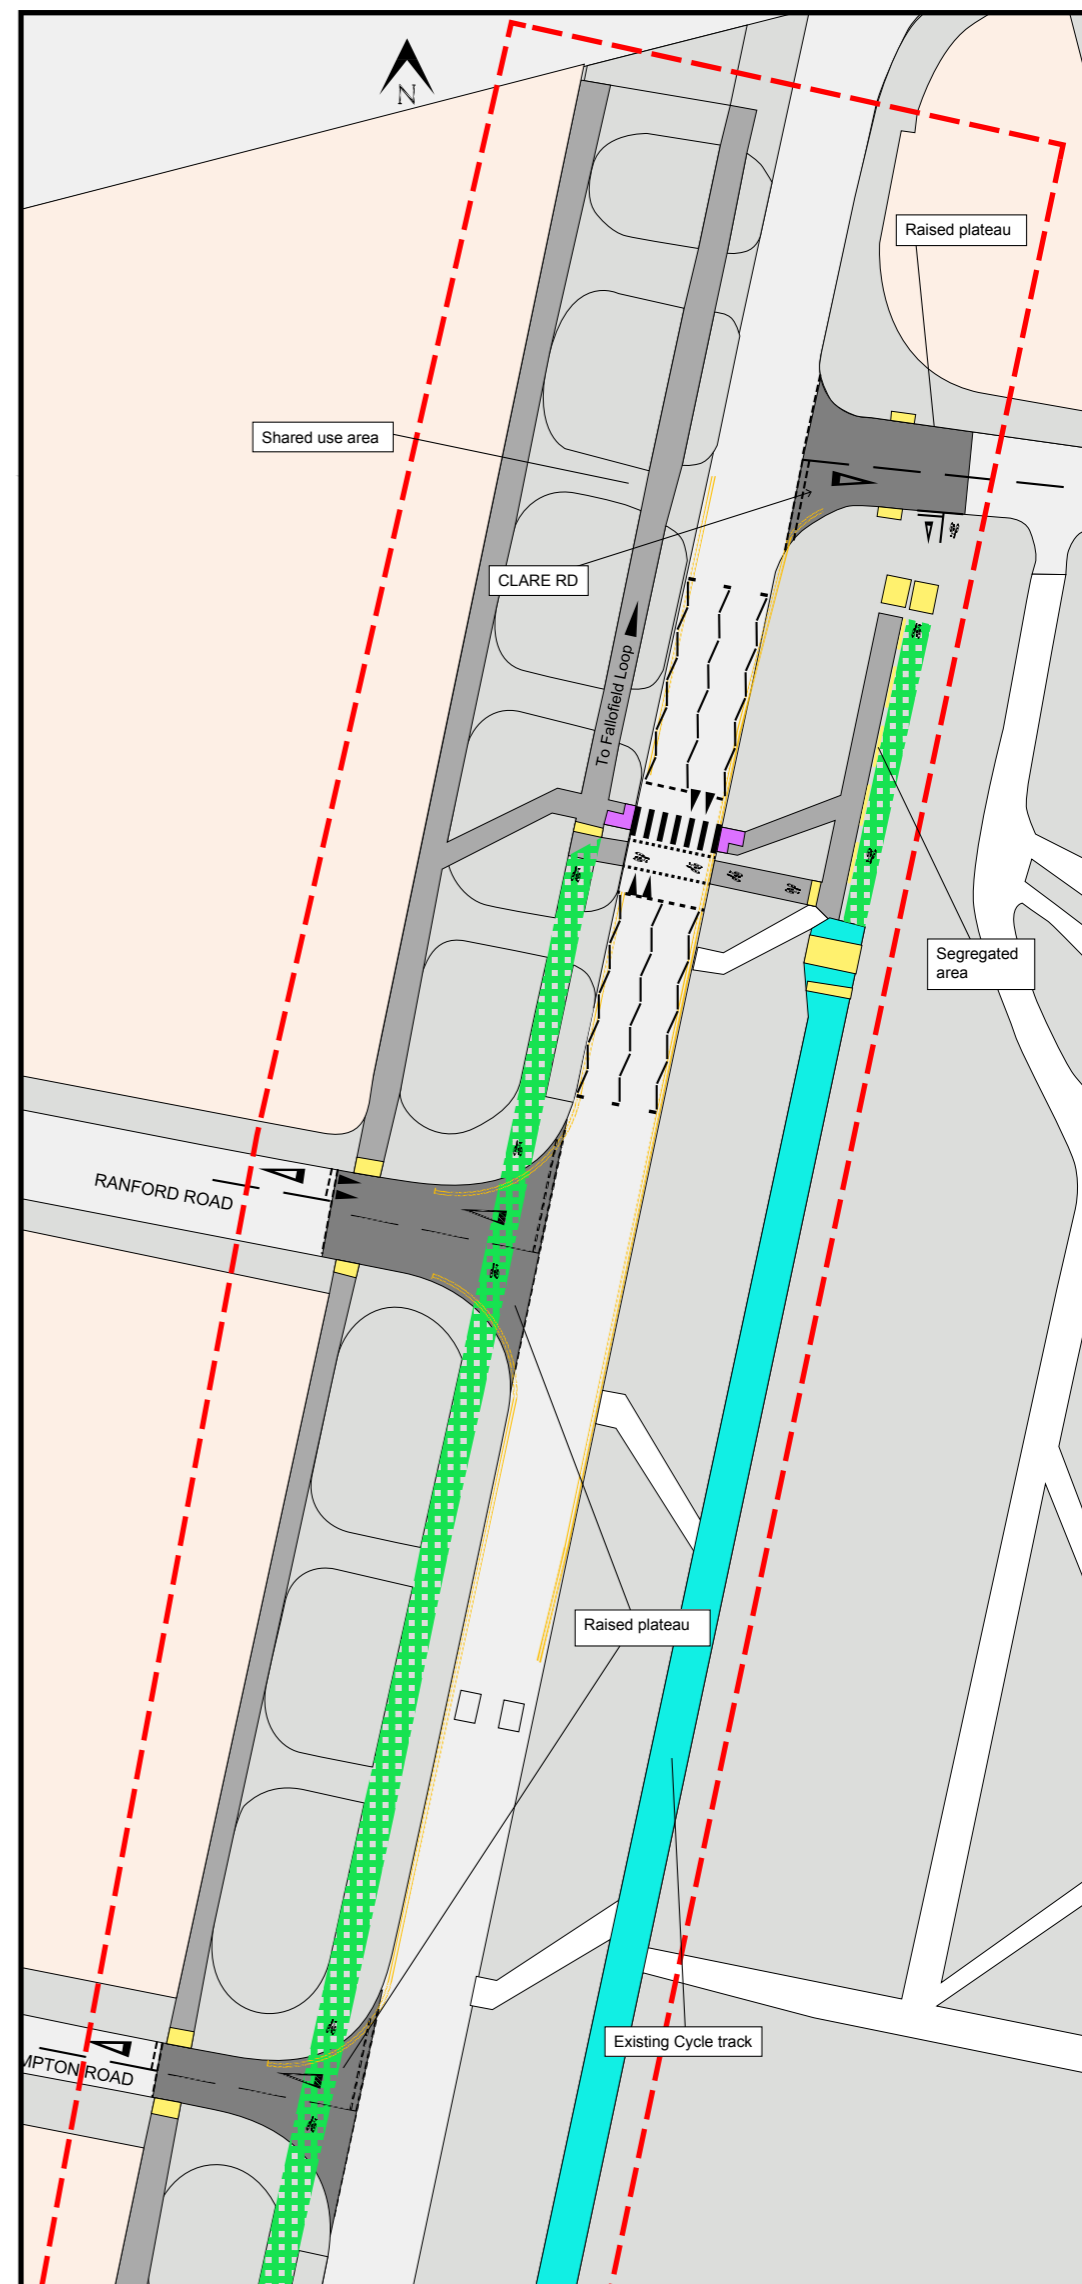 N
Raised plateau
Shared use area
CLARE RD
To Fallofield Loop
Segregated
area
RANFORD ROAD
Raised plateau
Existing Cycle track
MPTON ROAD